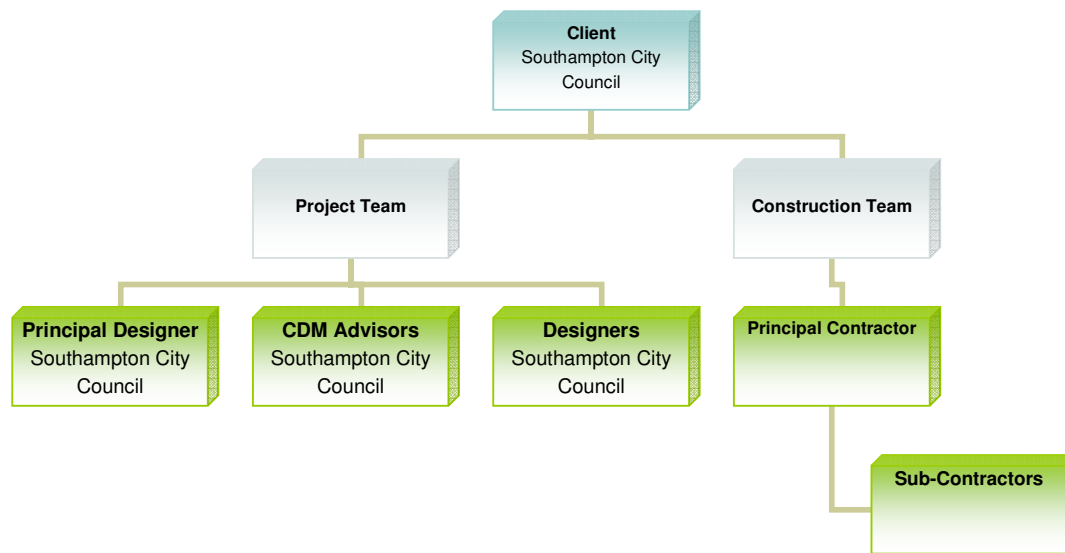 Client
Southampton City
Council
Project Team
Construction Team
Principal Designer
Southampton City
Council
CDM Advisors
Southampton City
Council
Designers
Southampton City
Council
Principal Contractor
Sub-Contractors